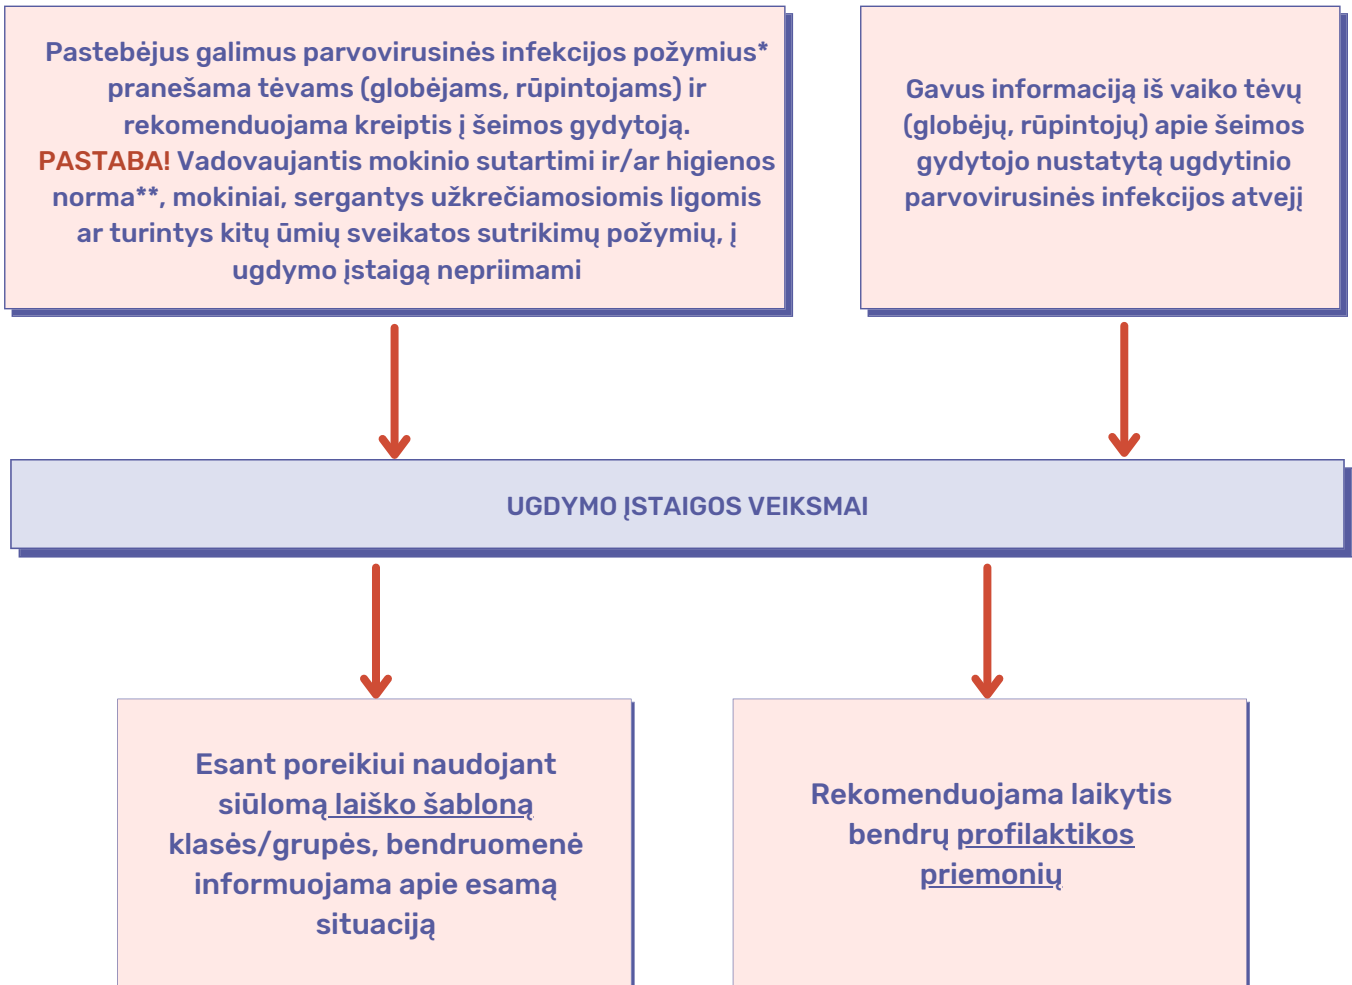 Pastebėjus galimus parvovirusinės infekcijos požymius*
pranešama tėvams (globėjams, rūpintojams) ir
rekomenduojama kreiptis į šeimos gydytoją.
PASTABA! Vadovaujantis mokinio sutartimi ir/ar higienos
norma**, mokiniai, sergantys užkrečiamosiomis ligomis
ar turintys kitų ūmių sveikatos sutrikimų požymių, į
ugdymo įstaigą nepriimami
Gavus informaciją iš vaiko tėvų
(globėjų, rūpintojų) apie šeimos
gydytojo nustatytą ugdytinio
parvovirusinės infekcijos atvejį
UGDYMO ĮSTAIGOS VEIKSMAI
Esant poreikiui naudojant
siūlomą laiško šabloną
klasės/grupės, bendruomenė
informuojama apie esamą
situaciją
Rekomenduojama laikytis
bendrų profilaktikos
priemonių